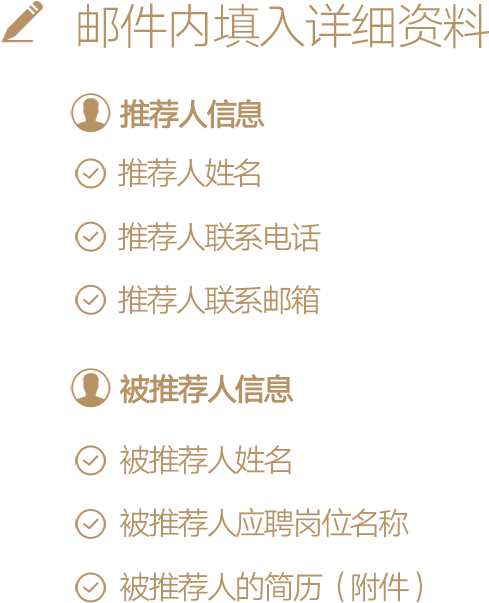 邮件内填入详细资料
推荐人信息
推荐人姓名
推荐人联系电话
推荐人联系邮箱
被推荐人信息
被推荐人姓名
被推荐人应聘岗位名称
被推荐人的简历（附件）